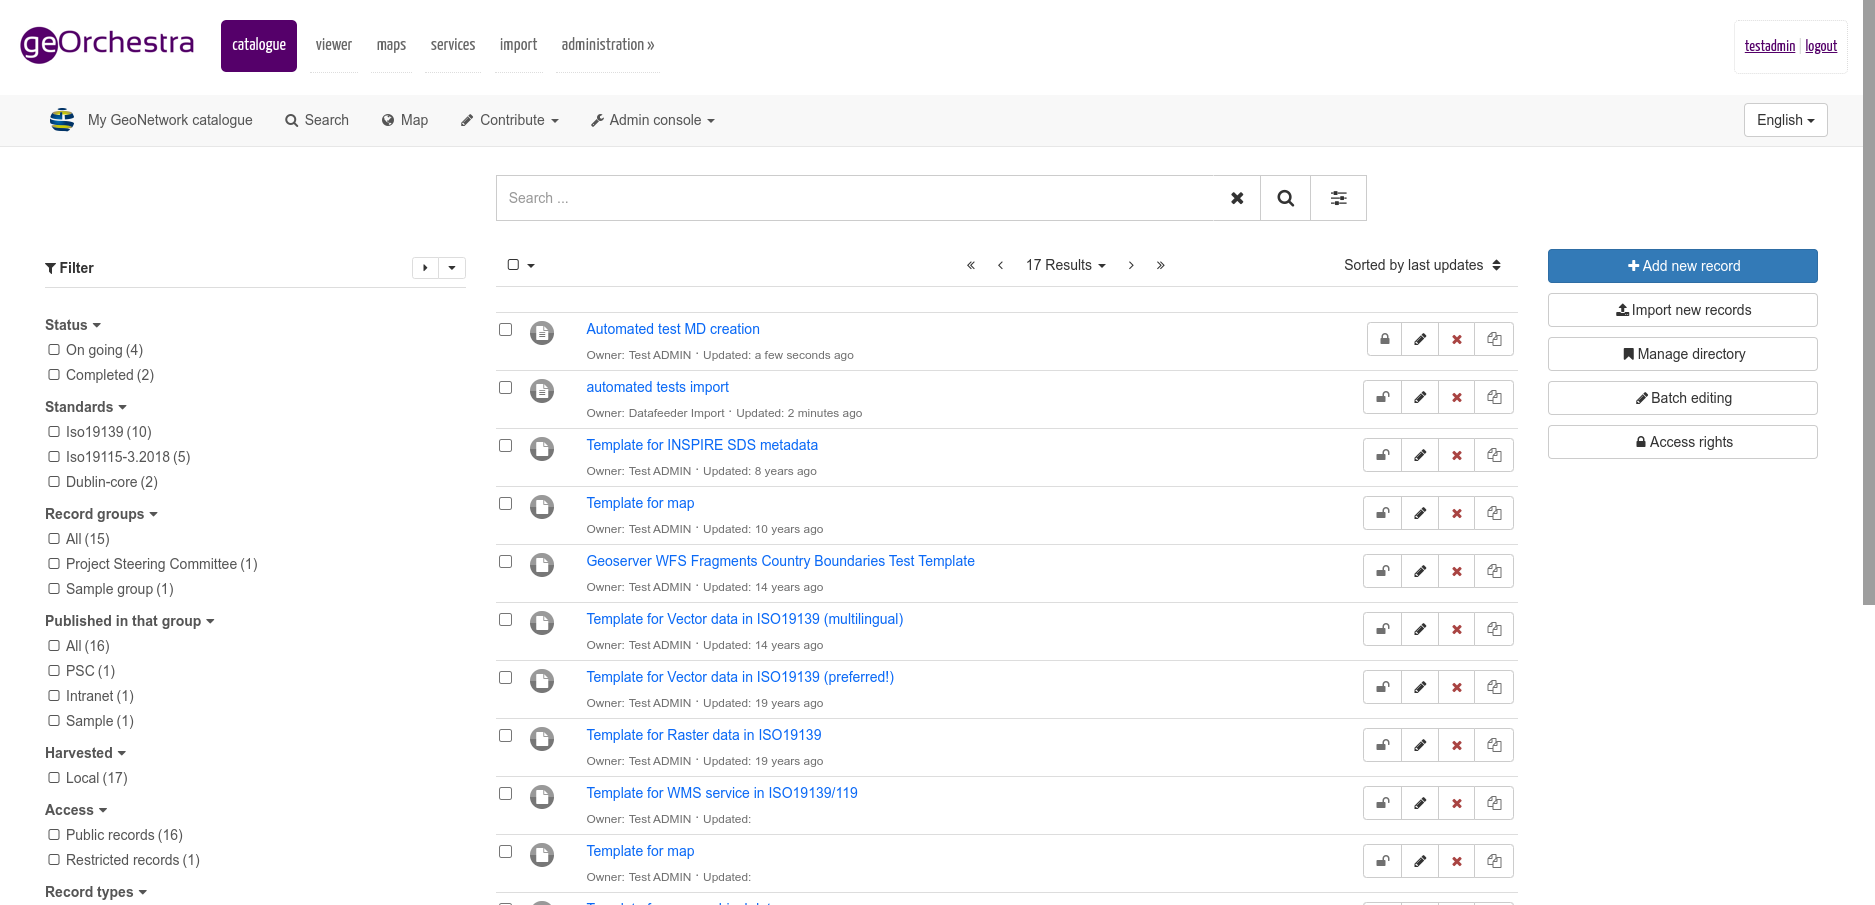 geOrchestra
catalogue
viewer
maps
services
import
administration »
testadmin | logout
My GeoNetwork catalogue
Search
Map
Contribute
Admin console
English
Search ...
Filter
17 Results
Sorted by last updates
Status
On going (4)
Completed (2)
Standards
Iso19139 (10)
Iso19115-3.2018 (5)
Dublin-core (2)
Record groups
All (15)
Project Steering Committee (1)
Sample group (1)
Published in that group
All (16)
PSC (1)
Intranet (1)
Sample (1)
Harvested
Local (17)
Access
Public records (16)
Restricted records (1)
Record types
Automated test MD creation
Owner: Test ADMIN · Updated: a few seconds ago
automated tests import
Owner: Datafeeder Import · Updated: 2 minutes ago
Template for INSPIRE SDS metadata
Owner: Test ADMIN · Updated: 8 years ago
Template for map
Owner: Test ADMIN · Updated: 10 years ago
Geoserver WFS Fragments Country Boundaries Test Template
Owner: Test ADMIN · Updated: 14 years ago
Template for Vector data in ISO19139 (multilingual)
Owner: Test ADMIN · Updated: 14 years ago
Template for Vector data in ISO19139 (preferred!)
Owner: Test ADMIN · Updated: 19 years ago
Template for Raster data in ISO19139
Owner: Test ADMIN · Updated: 19 years ago
Template for WMS service in ISO19139/119
Owner: Test ADMIN · Updated:
Template for map
Owner: Test ADMIN · Updated:
Add new record
Import new records
Manage directory
Batch editing
Access rights